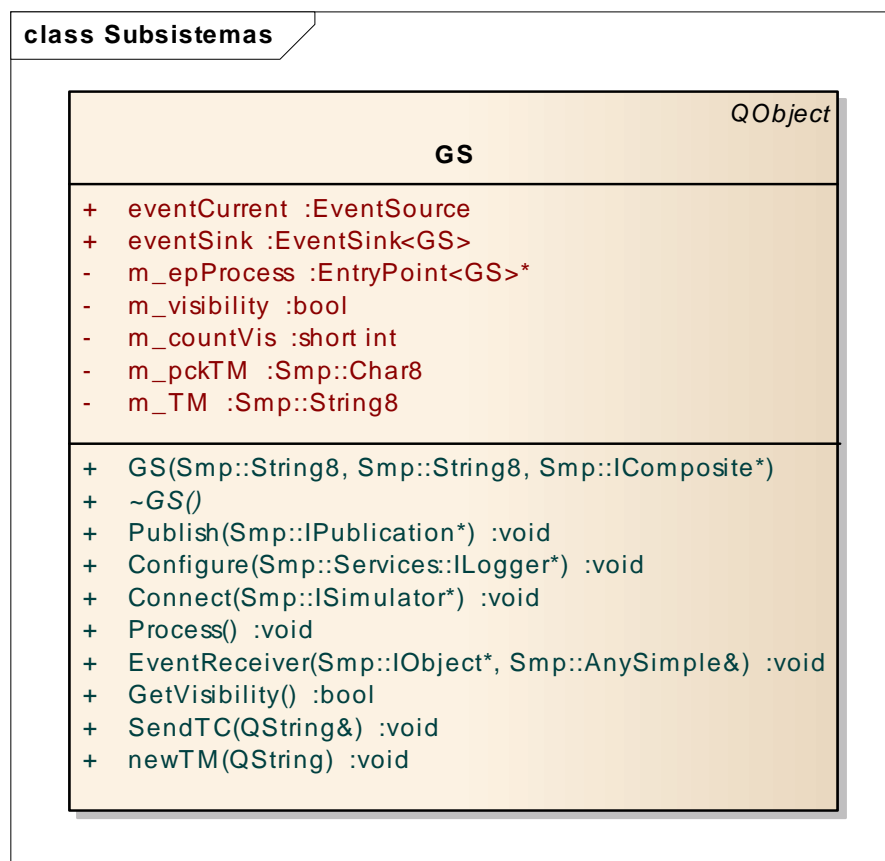 class Subsistemas
QObject
GS
+ eventCurrent :EventSource
+ eventSink :EventSink<GS>
- m_epProcess :EntryPoint<GS>*
- m_visibility :bool
- m_countVis :short int
- m_pckTM :Smp::Char8
- m_TM :Smp::String8
+ GS(Smp::String8, Smp::String8, Smp::IComposite*)
+ ~GS()
+ Publish(Smp::IPublication*) :void
+ Configure(Smp::Services::ILogger*) :void
+ Connect(Smp::ISimulator*) :void
+ Process() :void
+ EventReceiver(Smp::IObject*, Smp::AnySimple&) :void
+ GetVisibility() :bool
+ SendTC(QString&) :void
+ newTM(QString) :void